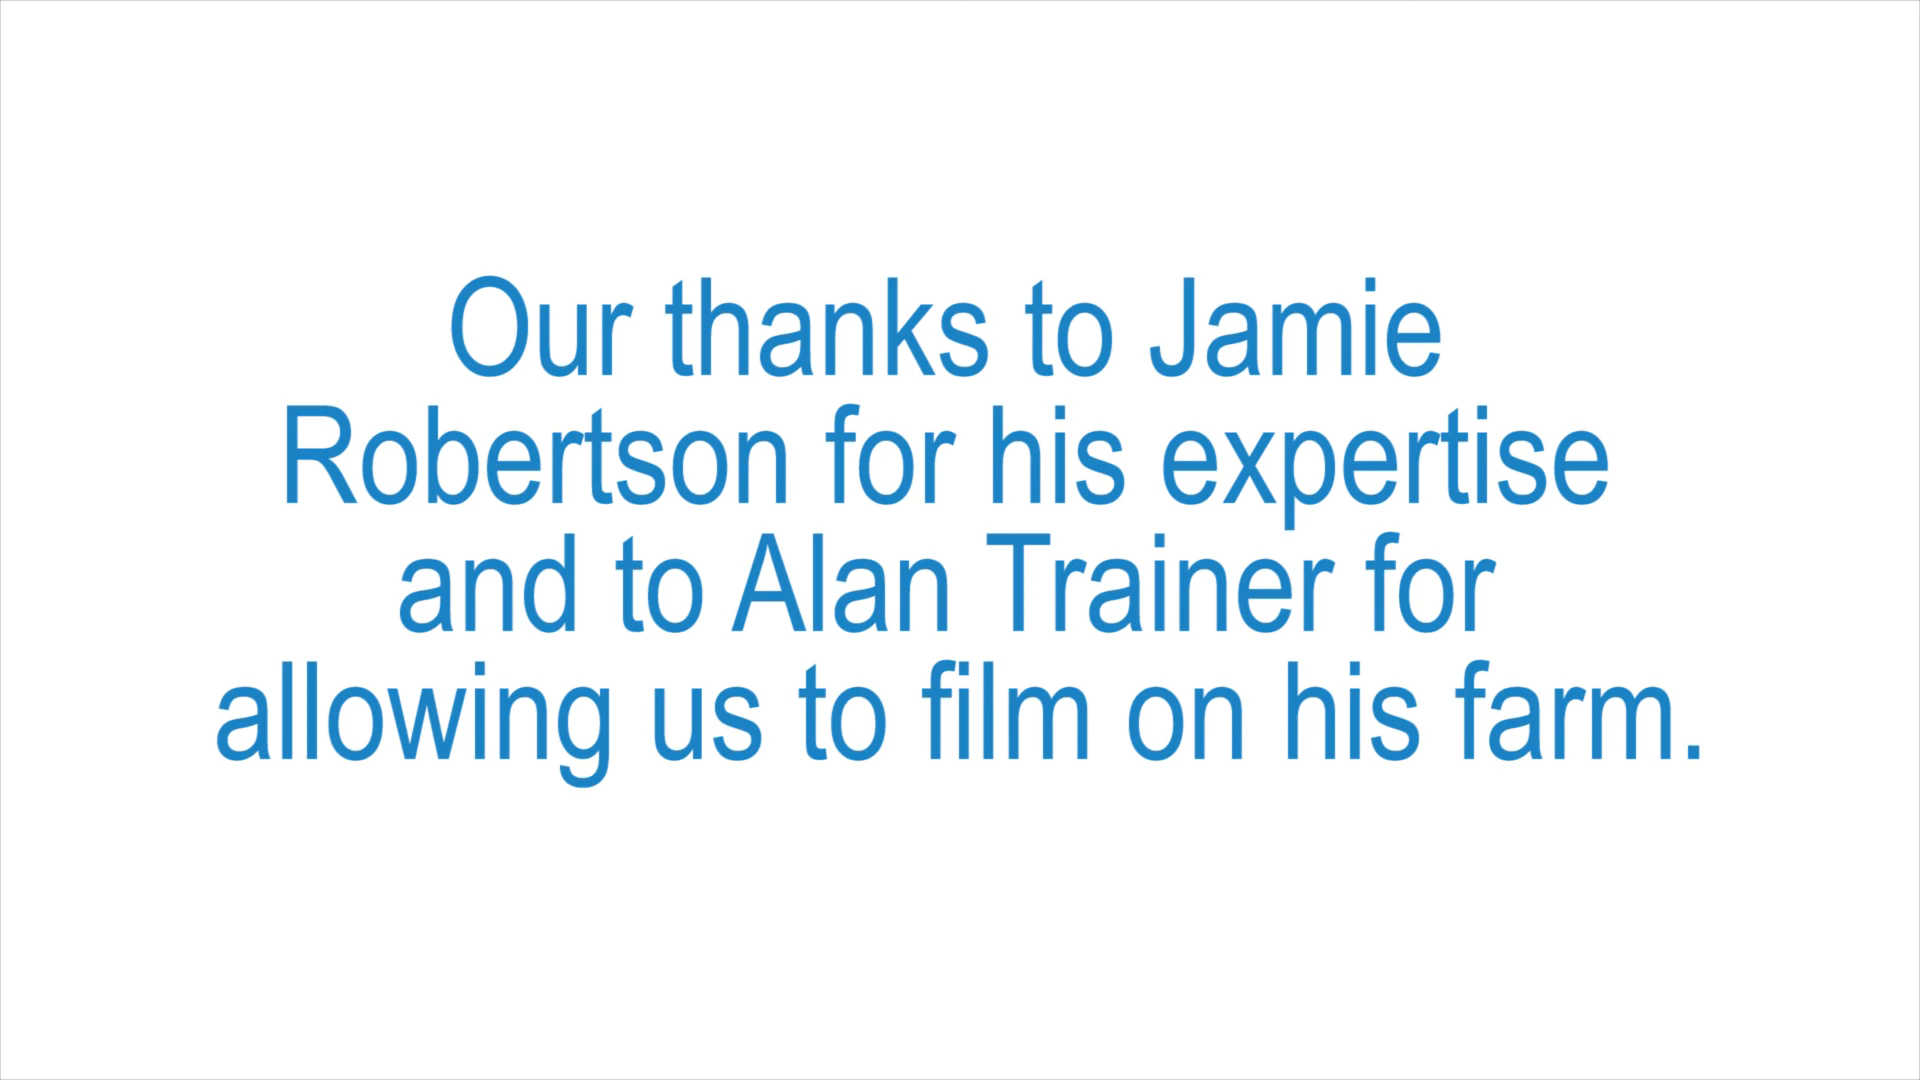 Our thanks to Jamie
Robertson for his expertise
and to Alan Trainer for
allowing us to film on his farm.